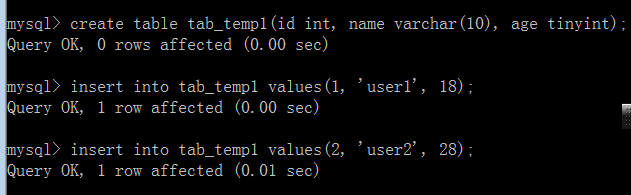 mysql> create table tab_temp1(id int, name varchar(10), age tinyint);
Query OK, 0 rows affected (0.00 sec)
mysql> insert into tab_temp1 values(1, 'user1', 18);
Query OK, 1 row affected (0.00 sec)
mysql> insert into tab_temp1 values(2, 'user2', 28);
Query OK, 1 row affected (0.01 sec)